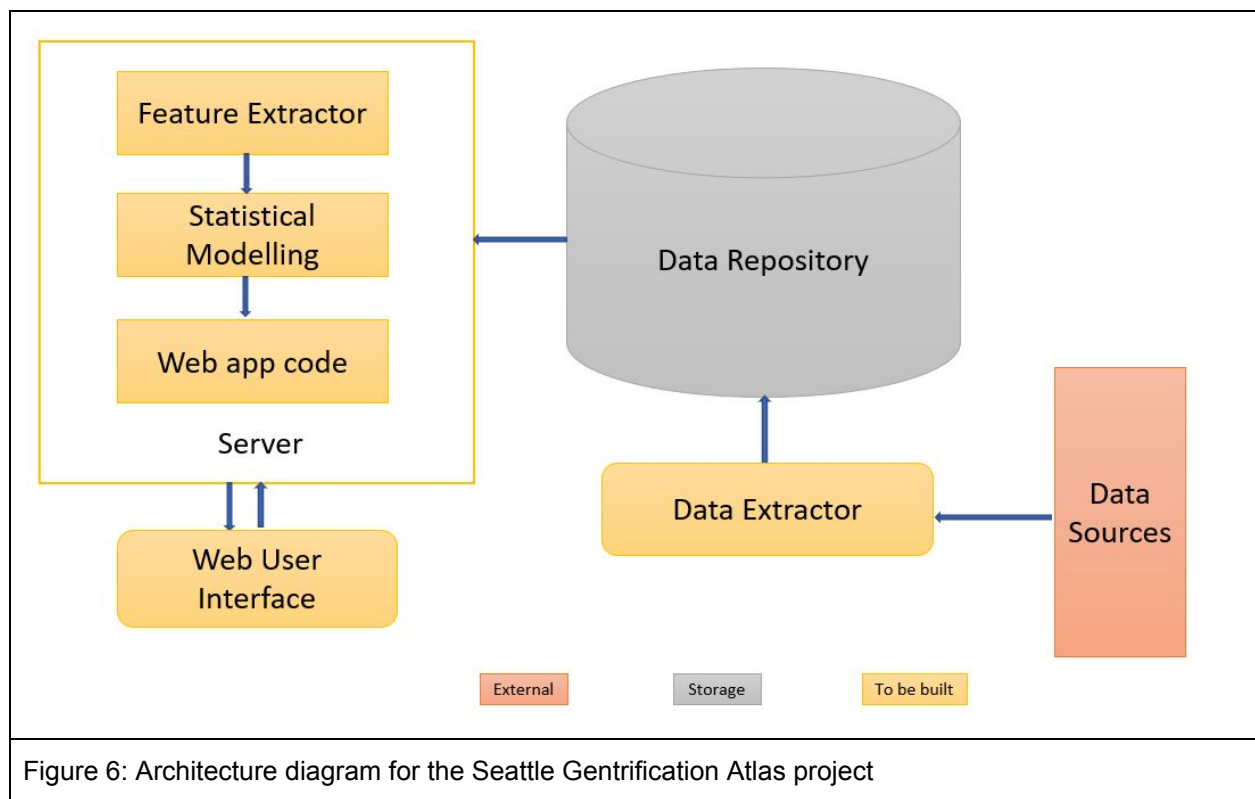 Feature Extractor
Statistical
Modelling
Web app code
Server
Web User
Interface
Data Repository
Data Extractor
Data
Sources
External
Storage
To be built
Figure 6: Architecture diagram for the Seattle Gentrification Atlas project